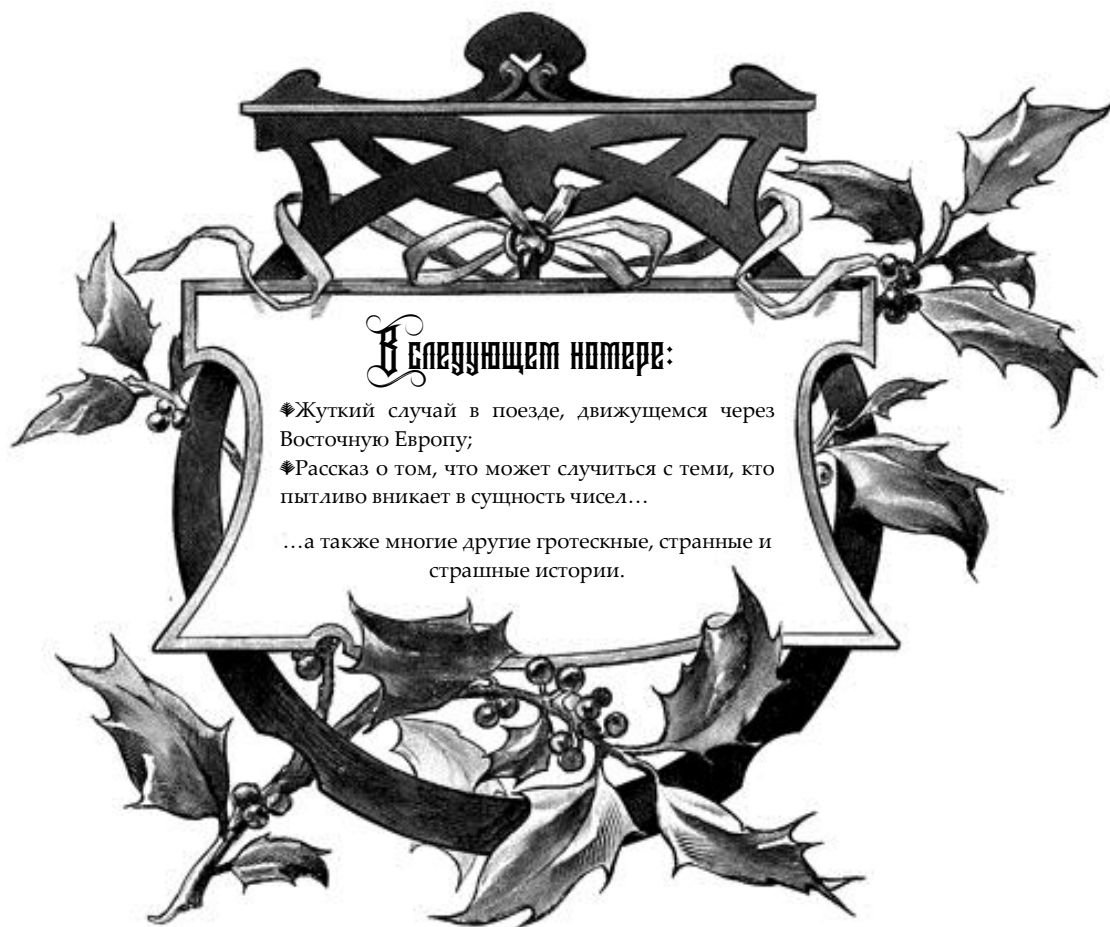 В следующем номере:
Жуткий случай в поезде, движущемся через
Восточную Европу;
Рассказ о том, что может случиться с теми, кто
пытливо вникает в сущность чисел…
…а также многие другие гротескные, странные и
страшные истории.